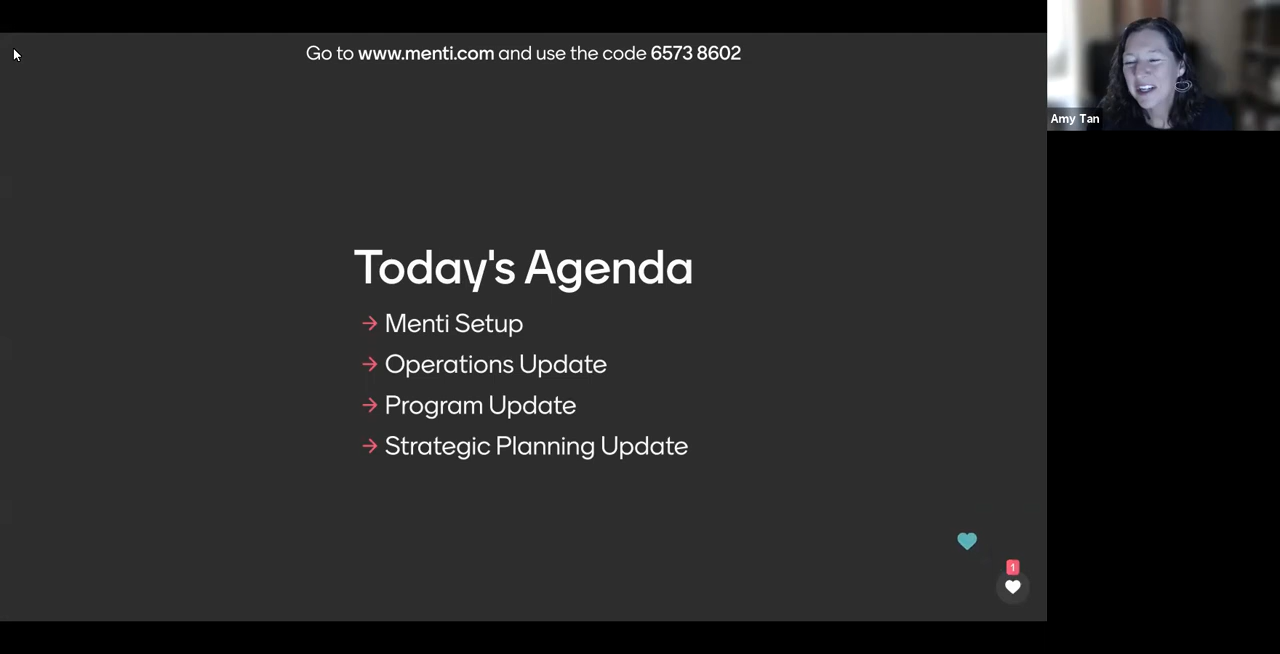 Go to www.menti.com and use the code 6573 8602
Amy Tan
Today's Agenda
→ Menti Setup
→ Operations Update
→ Program Update
→ Strategic Planning Update
1